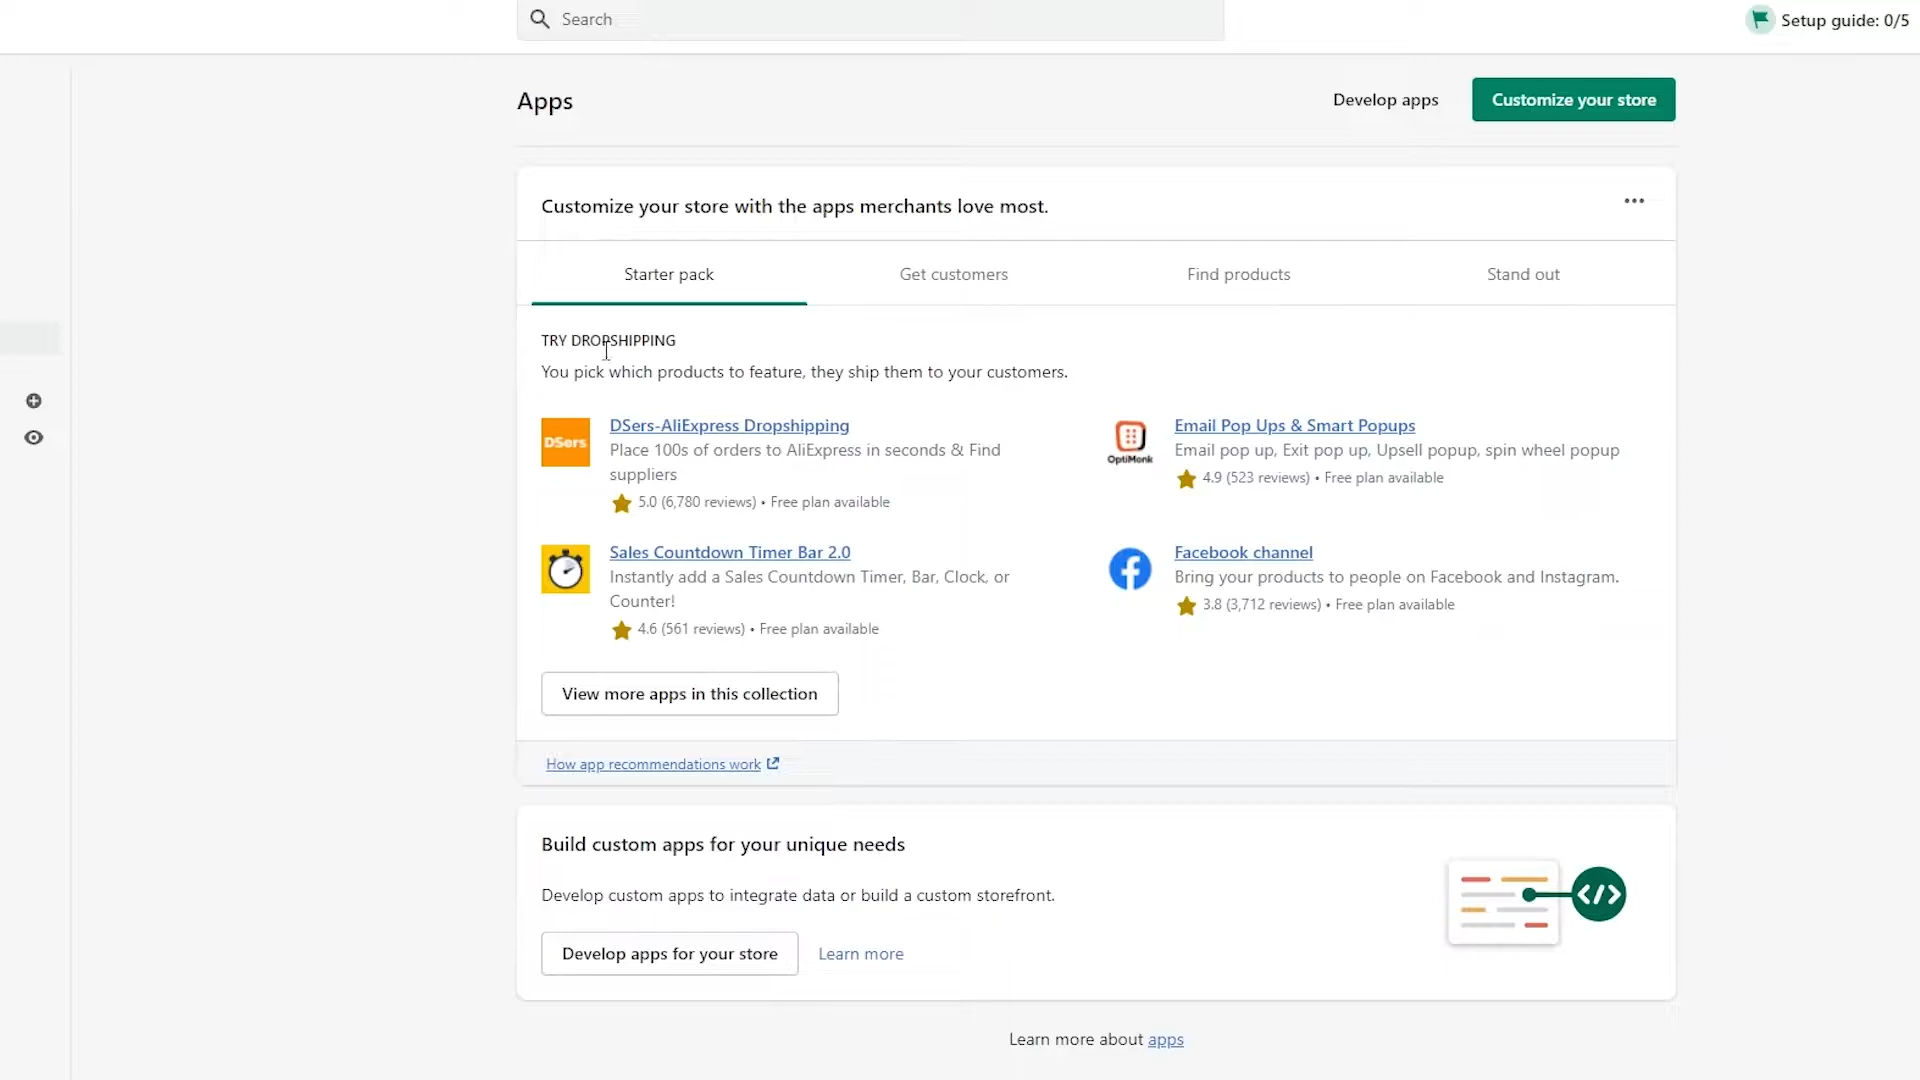 Search
Setup guide: 0/5
Apps
Develop apps
Customize your store
Customize your store with the apps merchants love most.
Starter pack
Get customers
Find products
Stand out
TRY DROPSHIPPING
You pick which products to feature, they ship them to your customers.
DSers
DSers-AliExpress Dropshipping
Place 100s of orders to AliExpress in seconds & Find
suppliers
5.0 (6,780 reviews) • Free plan available
OptiMonk
Email Pop Ups & Smart Popups
Email pop up, Exit pop up, Upsell popup, spin wheel popup
4.9 (523 reviews) • Free plan available
Sales Countdown Timer Bar 2.0
Instantly add a Sales Countdown Timer, Bar, Clock, or
Counter!
4.6 (561 reviews) • Free plan available
Facebook channel
Bring your products to people on Facebook and Instagram.
3.8 (3,712 reviews) • Free plan available
View more apps in this collection
How app recommendations work
Build custom apps for your unique needs
Develop custom apps to integrate data or build a custom storefront.
Develop apps for your store
Learn more
Learn more about apps